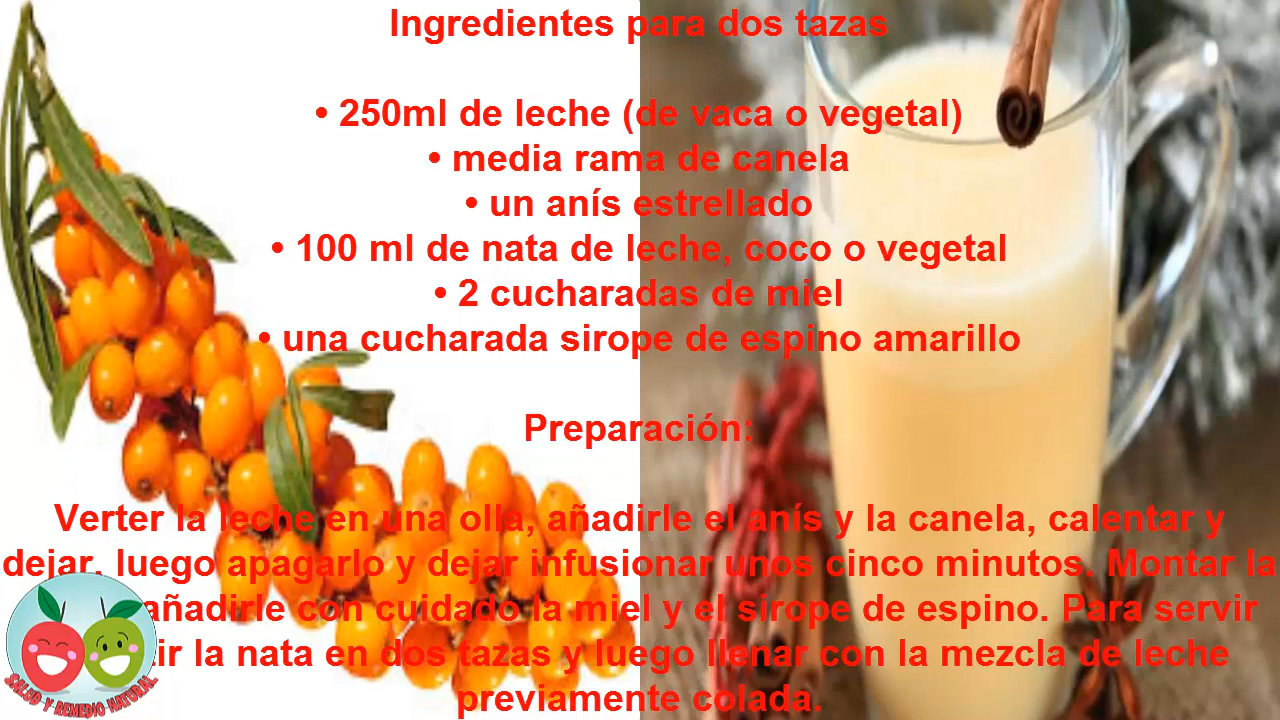 Ingredientes para dos tazas
• 250ml de leche (de vaca o vegetal)
• media rama de canela
• un anís estrellado
• 100 ml de nata de leche, coco o vegetal
• 2 cucharadas de miel
• una cucharada sirope de espino amarillo
Preparación:
Verter la leche en una olla, añadirle el anís y la canela, calentar y
dejar, luego apagarlo y dejar infusionar unos cinco minutos. Montar la
añadirle con cuidado la miel y el sirope de espino. Para servir
la nata en dos tazas y luego llenar con la mezcla de leche
previamente colada.
SALUD Y REMEDIO NATURAL